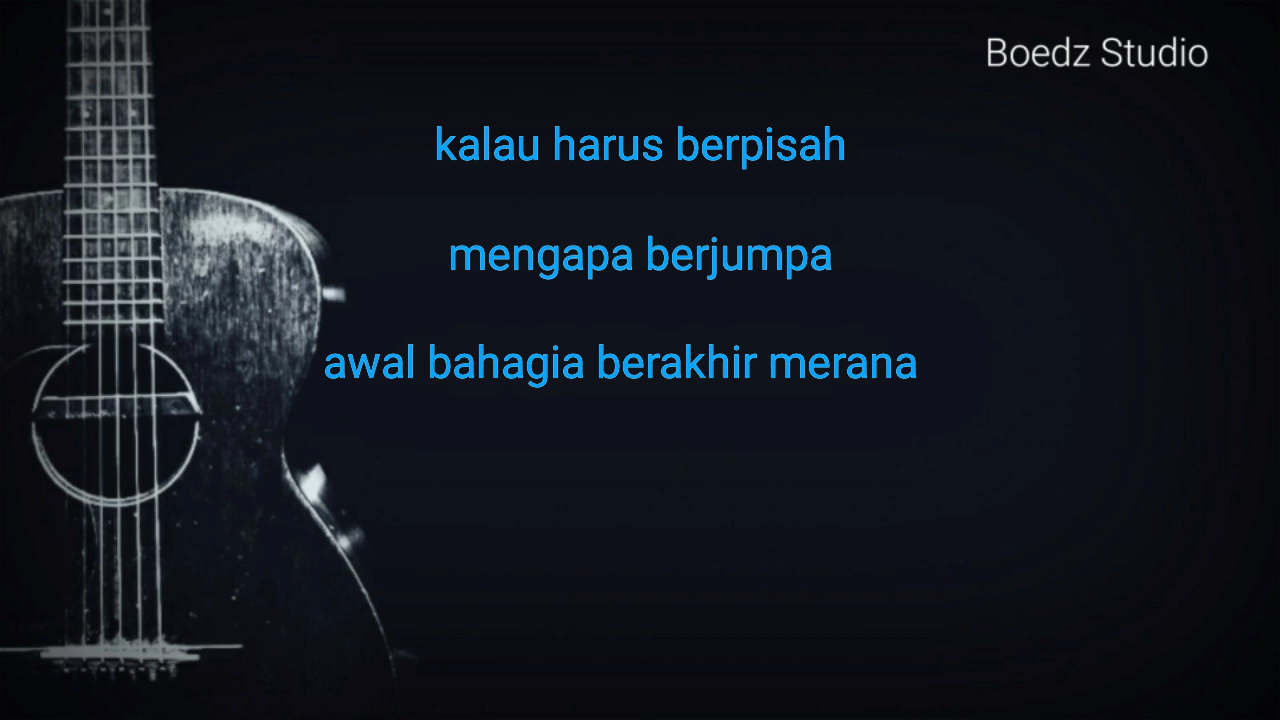 Boedz Studio
kalau harus berpisah
mengapa berjumpa
awal bahagia berakhir merana